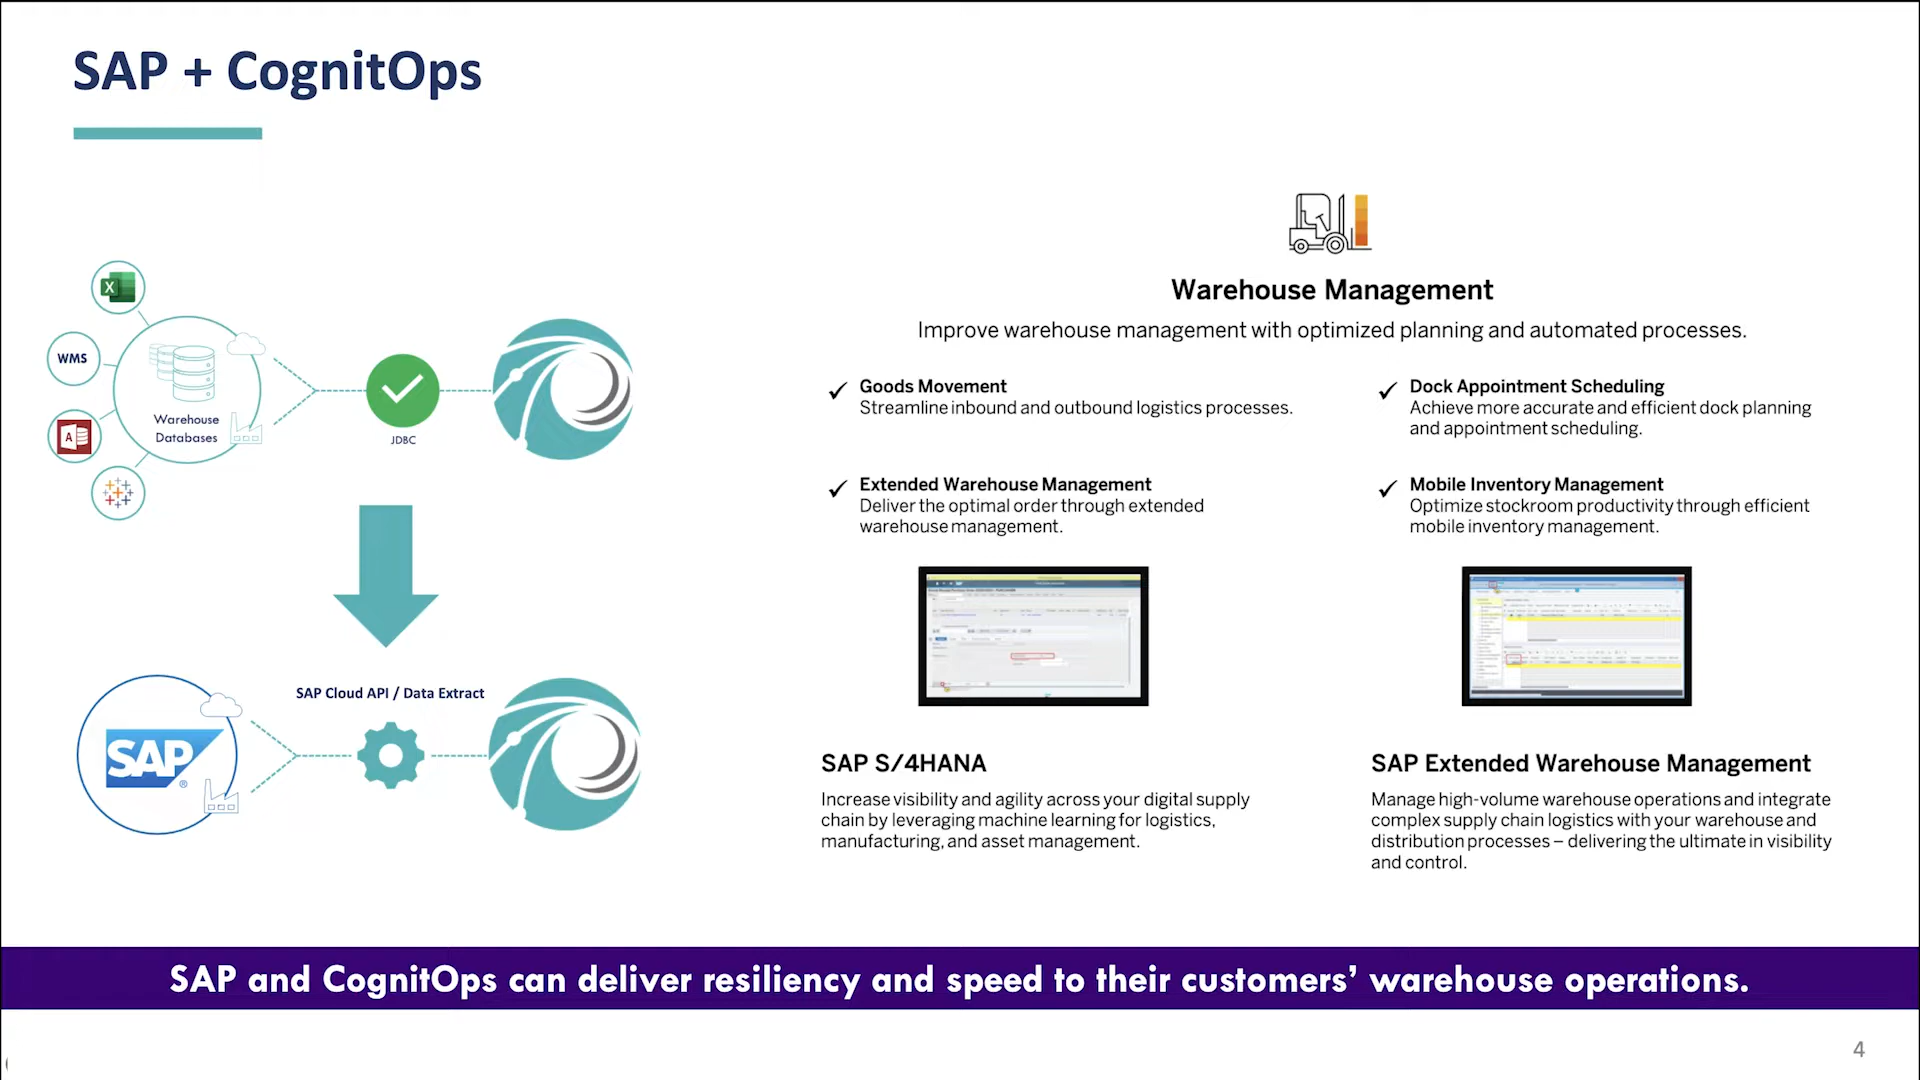 SAP + CognitOps
X
WMS
A
Warehouse
Databases
JDBC
SAP Cloud API / Data Extract
SAP
®
Warehouse Management
Improve warehouse management with optimized planning and automated processes.
Goods Movement
Streamline inbound and outbound logistics processes.
Dock Appointment Scheduling
Achieve more accurate and efficient dock planning
and appointment scheduling.
Extended Warehouse Management
Deliver the optimal order through extended
warehouse management.
Mobile Inventory Management
Optimize stockroom productivity through efficient
mobile inventory management.
SAP S/4HANA
Increase visibility and agility across your digital supply
chain by leveraging machine learning for logistics,
manufacturing, and asset management.
SAP Extended Warehouse Management
Manage high-volume warehouse operations and integrate
complex supply chain logistics with your warehouse and
distribution processes – delivering the ultimate in visibility
and control.
SAP and CognitOps can deliver resiliency and speed to their customers’ warehouse operations.
4